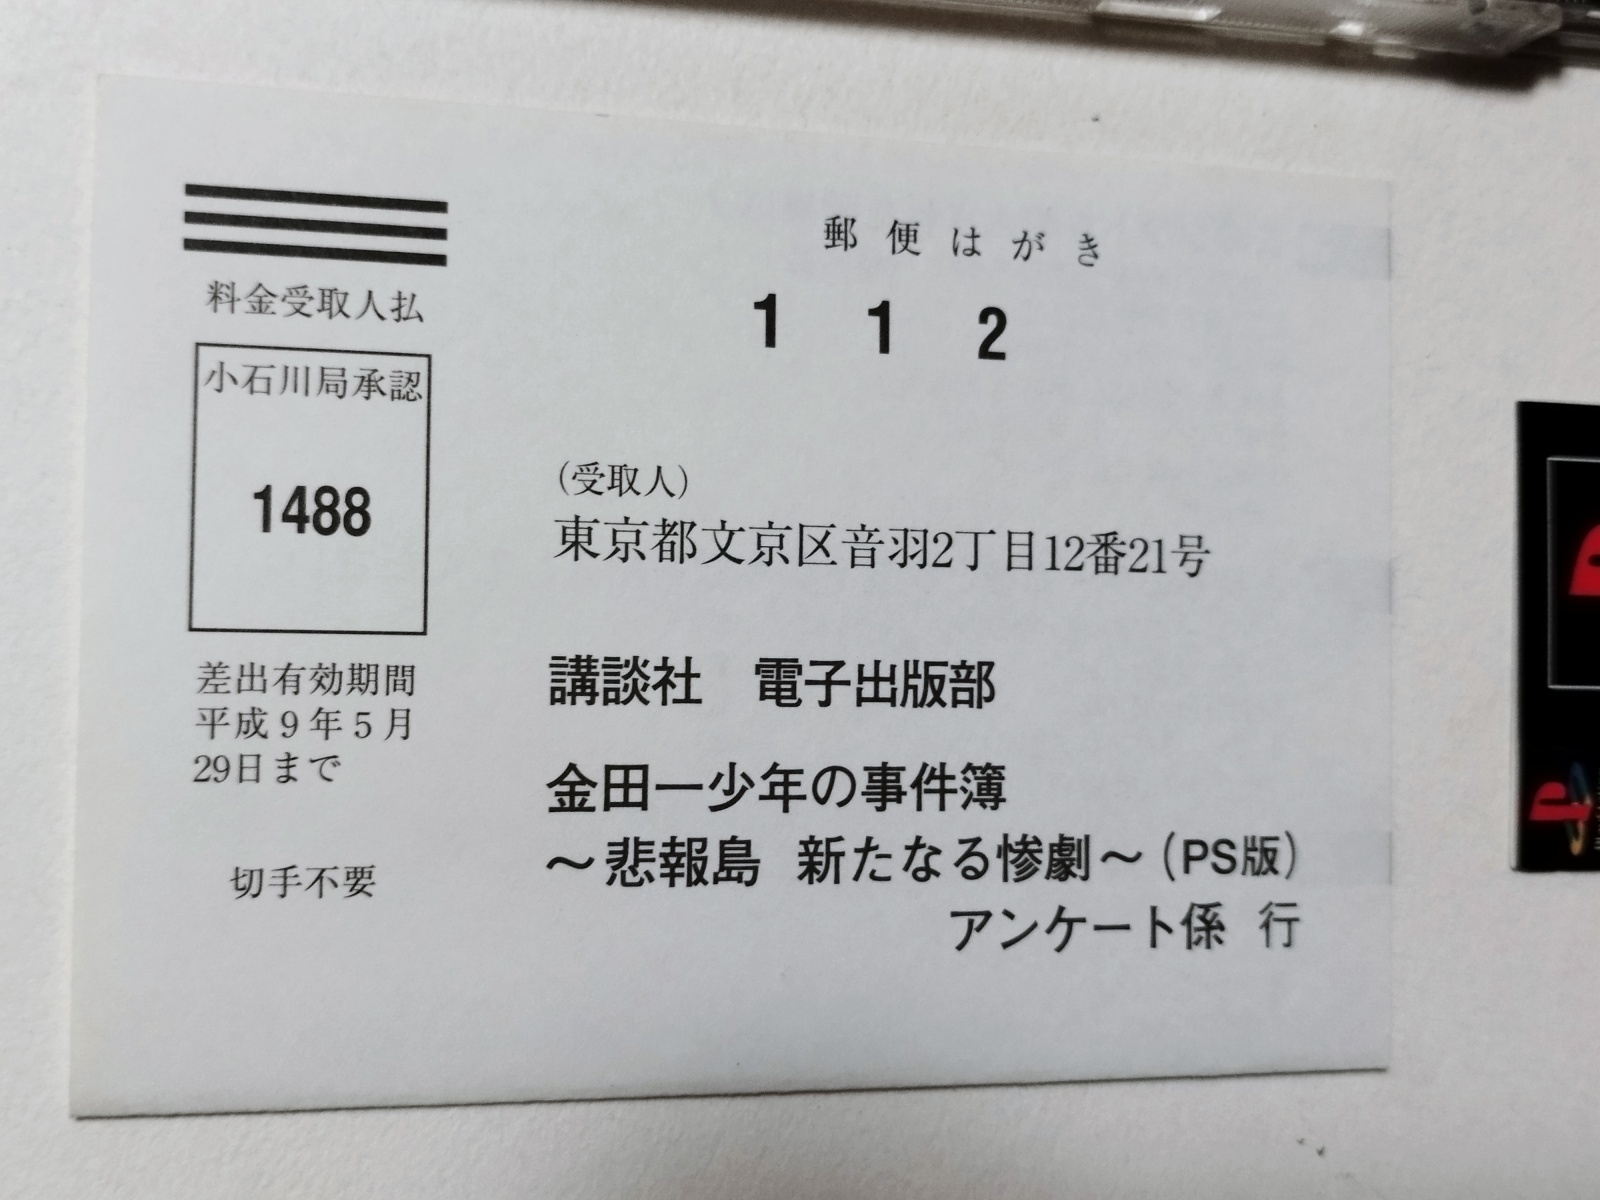 料金受取人払
小石川局承認
1488
差出有効期間
平成9年5月
29日まで
切手不要
郵便はがき
1 1 2
(受取人)
東京都文京区音羽2丁目12番21号
講談社 電子出版部
金田一少年の事件簿
〜悲報島 新たなる惨劇〜(PS版)
アンケート係 行